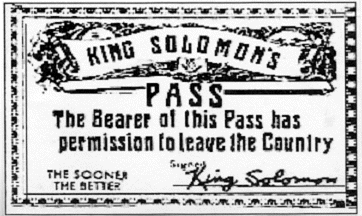 KING SOLOMON'S
PASS
The Bearer of this Pass has
permission to leave the Country
Signed
THE SOONER
THE BETTER
King Solomon